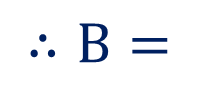 ∴ B =